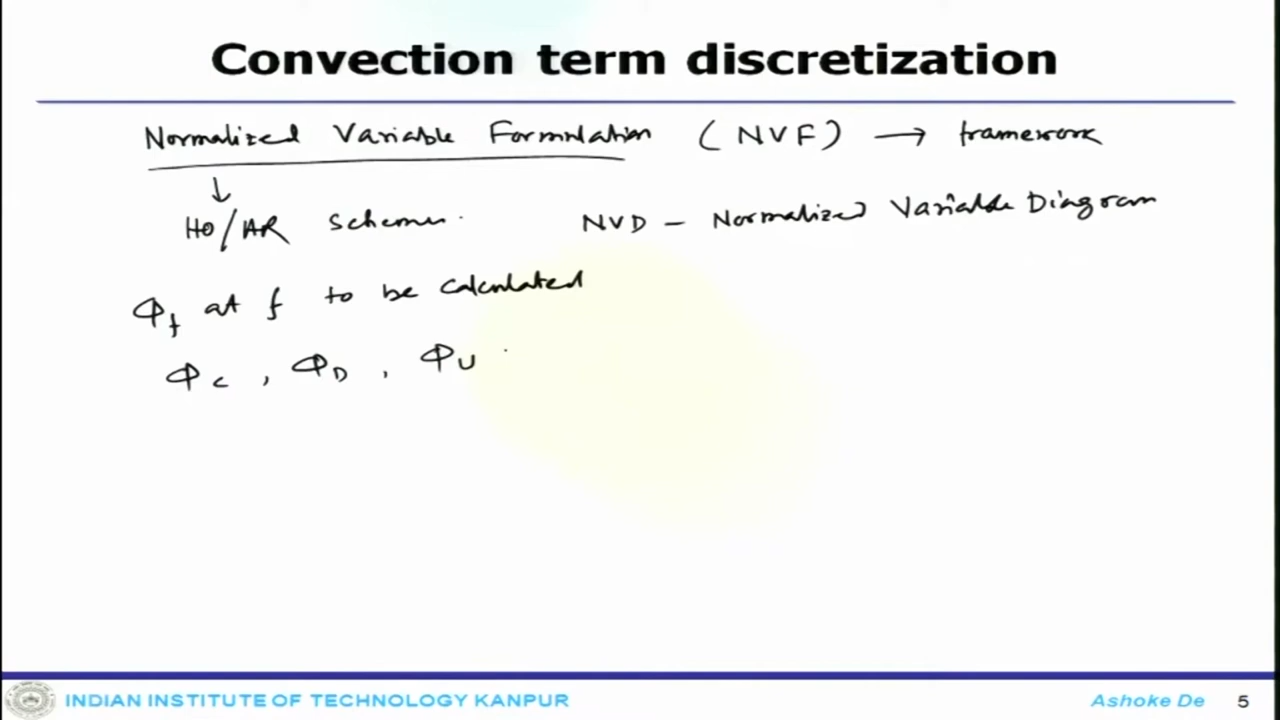 Convection term discretization
Normalized Variable Formulation (NVF) → framework
↓
HO/HR Schemes.
NVD – Normalized Variable Diagram
Φf at f to be calculated
ΦC , ΦD , ΦU
INDIAN INSTITUTE OF TECHNOLOGY KANPUR
Ashoke De 5